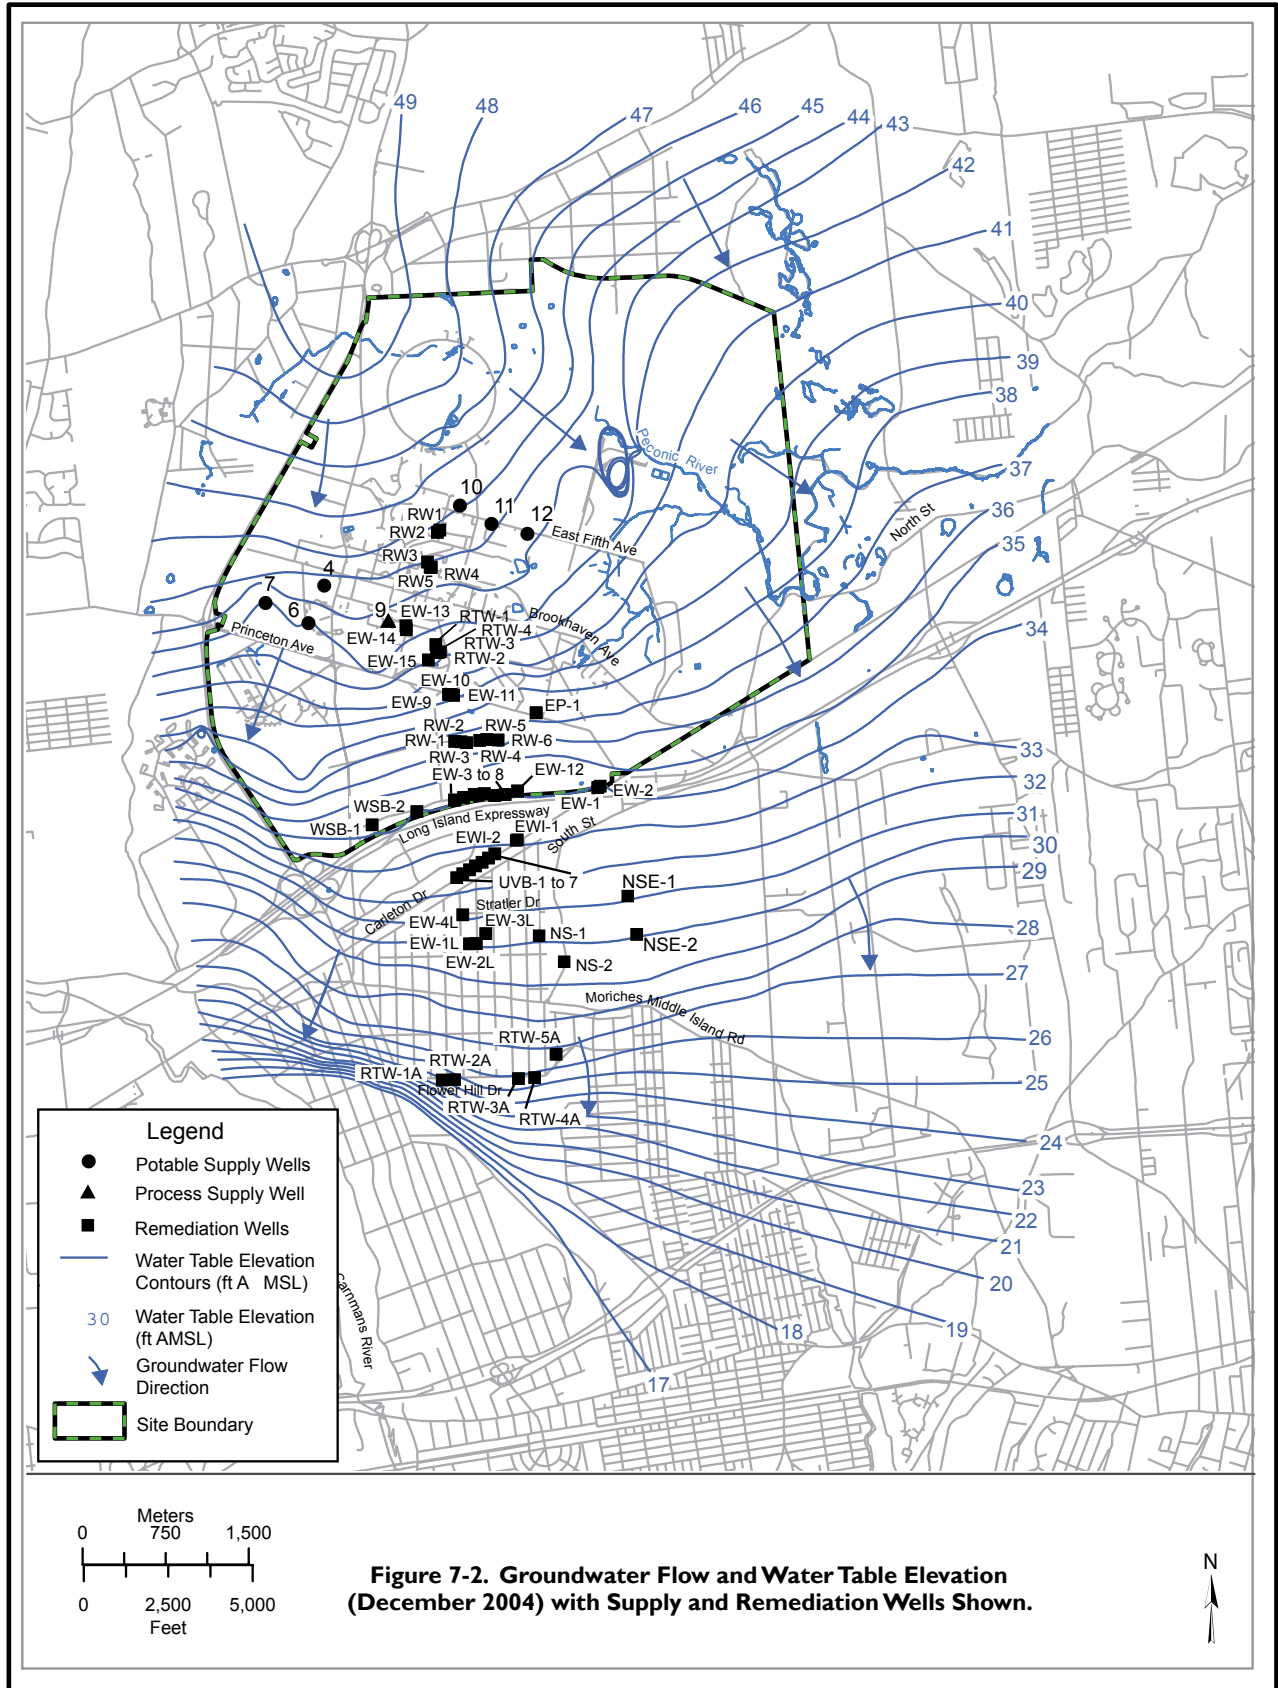 49
48
47
46
45
44
43
42
41
40
39
38
37
36
35
34
33
32
31
30
29
28
27
26
25
24
23
22
21
20
19
18
17
Peconic River
North St
10
11
12
East Fifth Ave
RW1
RW2
RW3
RW4
RW5
4
7
6
9
Princeton Ave
Brookhaven Ave
EW-13
EW-14
RTW-1
RTW-4
RTW-3
RTW-2
EW-15
EW-10
EW-9
EW-11
EP-1
RW-2
RW-5
RW-1
RW-6
RW-3
RW-4
EW-3 to 8
EW-12
EW-1
EW-2
WSB-2
WSB-1
Long Island Expressway
EWI-2
EWI-1
South St
UVB-1 to 7
NSE-1
Carleton Dr
Stratler Dr
EW-4L
EW-3L
EW-1L
NS-1
NSE-2
EW-2L
NS-2
Moriches Middle Island Rd
RTW-5A
RTW-2A
RTW-1A
Flower Hill Dr
RTW-3A
RTW-4A
Carnmans River
Legend
Potable Supply Wells
Process Supply Well
Remediation Wells
Water Table Elevation
Contours (ft A MSL)
30
Water Table Elevation
(ft AMSL)
Groundwater Flow
Direction
Site Boundary
Meters
0 750 1,500
0 2,500 5,000
Feet
Figure 7-2. Groundwater Flow and Water Table Elevation
(December 2004) with Supply and Remediation Wells Shown.
N